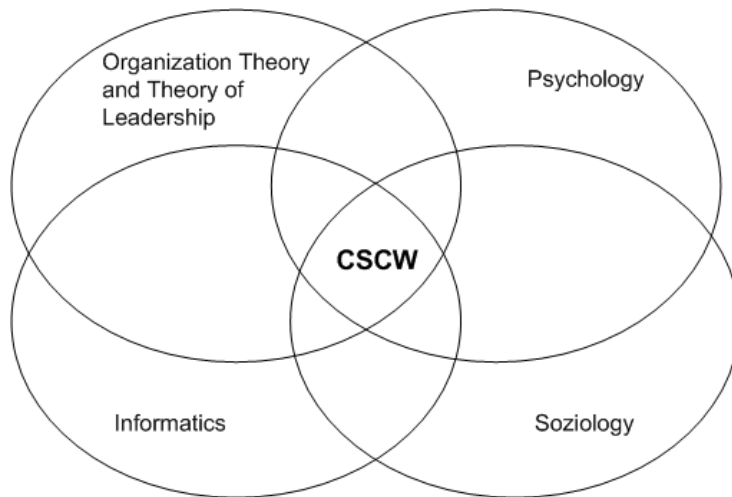 Organization Theory
and Theory of
Leadership
Psychology
CSCW
Informatics
Soziology